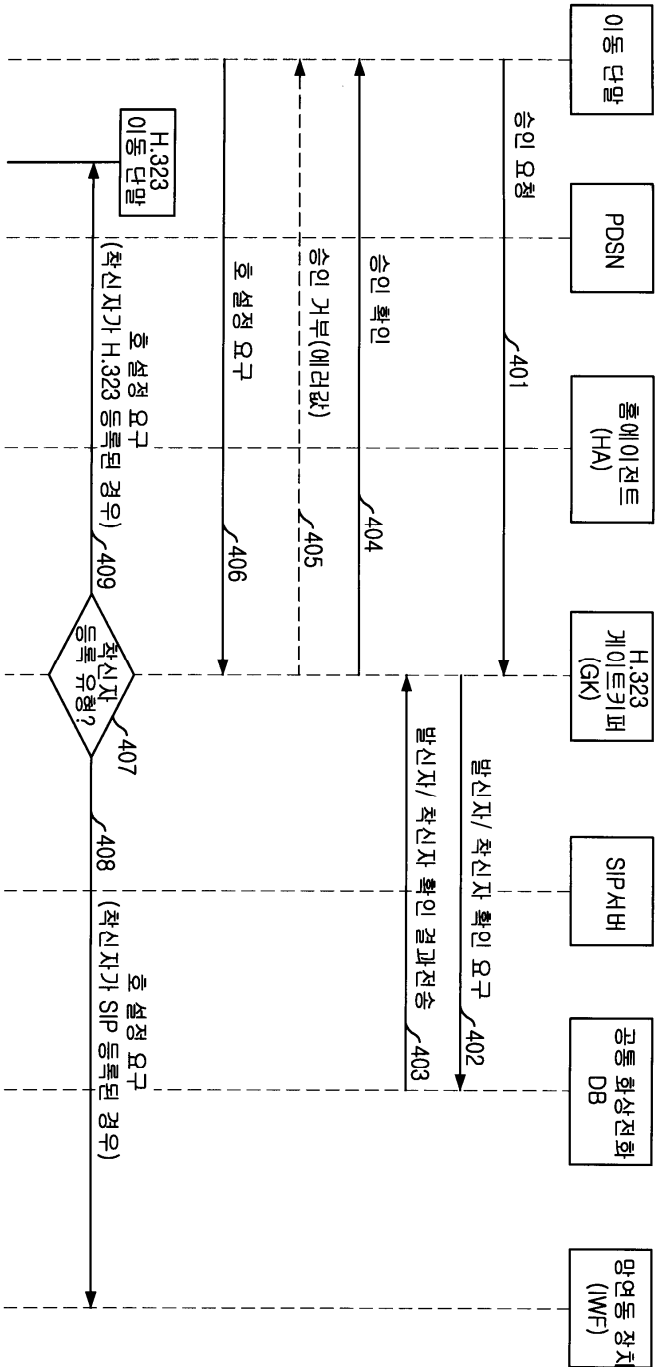 이동 단말
PDSN
홈에이전트
(HA)
H.323
게이트키퍼
(GK)
SIP서버
공통 화상전화
DB
망연동 장치
(IWF)
승인 요청
401
발신자/ 착신자 확인 요구
402
발신자/ 착신자 확인 결과전송
403
승인 확인
404
승인 거부(에러값)
405
호 설정 요구
406
H.323
이동 단말
착신자
등록 유형?
407
호 설정 요구
(착신자가 H.323 등록된 경우)
409
408
호 설정 요구
(착신자가 SIP 등록된 경우)